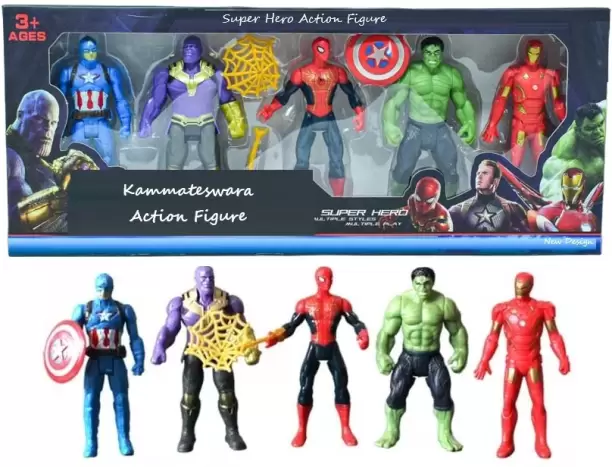 Super Hero Action Figure
3+
AGES
Kammateswara
Action Figure
SUPER HERO
MULTIPLE STYLES
MULTIPLE PLAY
New Design